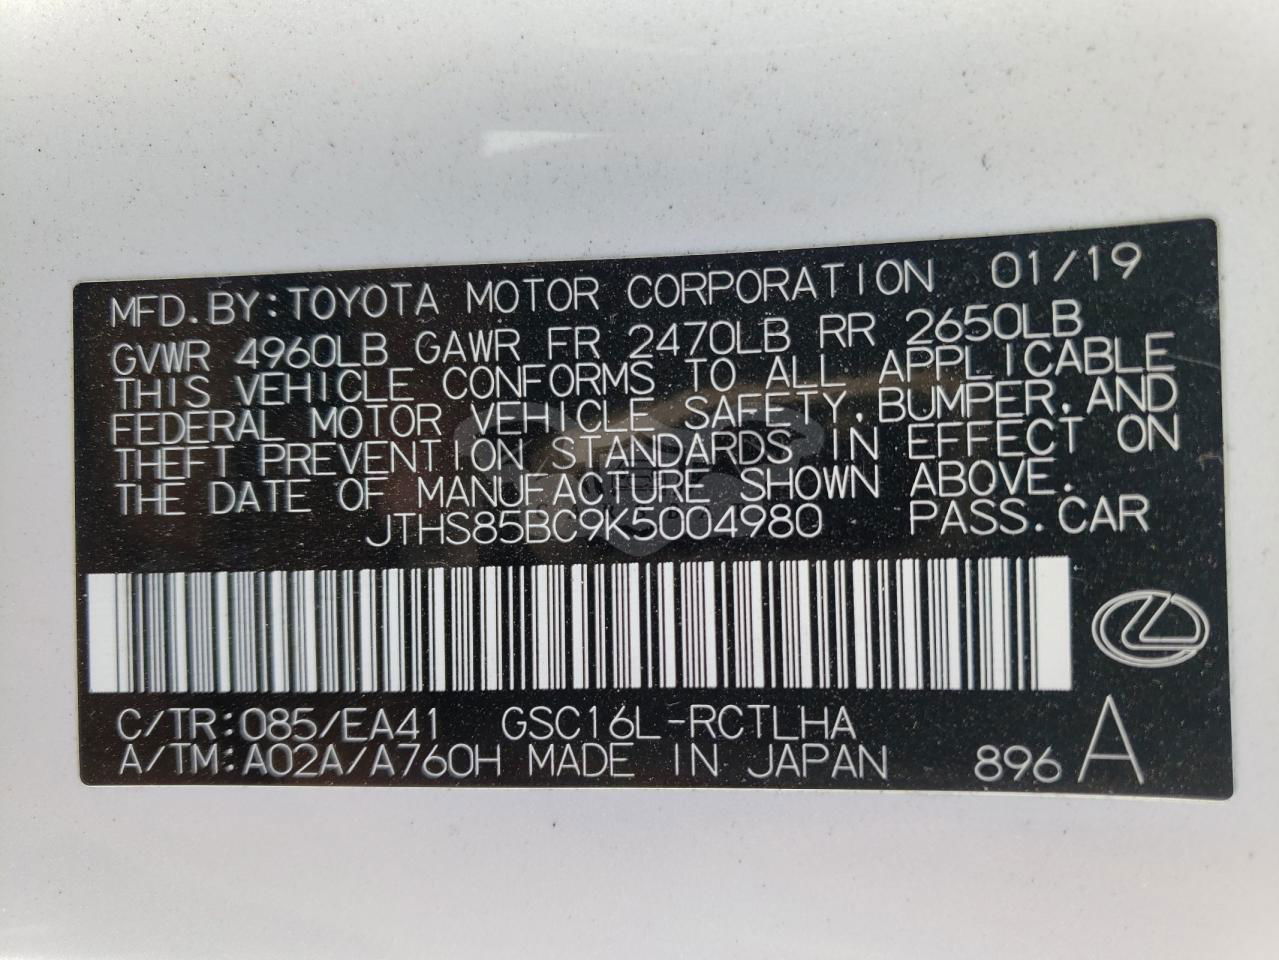 MFD.BY:TOYOTA MOTOR CORPORATION 01/19
GVWR 4960LB GAWR FR 2470LB RR 2650LB
THIS VEHICLE CONFORMS TO ALL APPLICABLE
FEDERAL MOTOR VEHICLE SAFETY,BUMPER,AND
THEFT PREVENTION STANDARDS IN EFFECT ON
THE DATE OF MANUFACTURE SHOWN ABOVE.
JTHS85BC9K5004980 PASS.CAR
C/TR:085/EA41 GSC16L-RCTLHA
A/TM:A02A/A760H MADE IN JAPAN 896 A